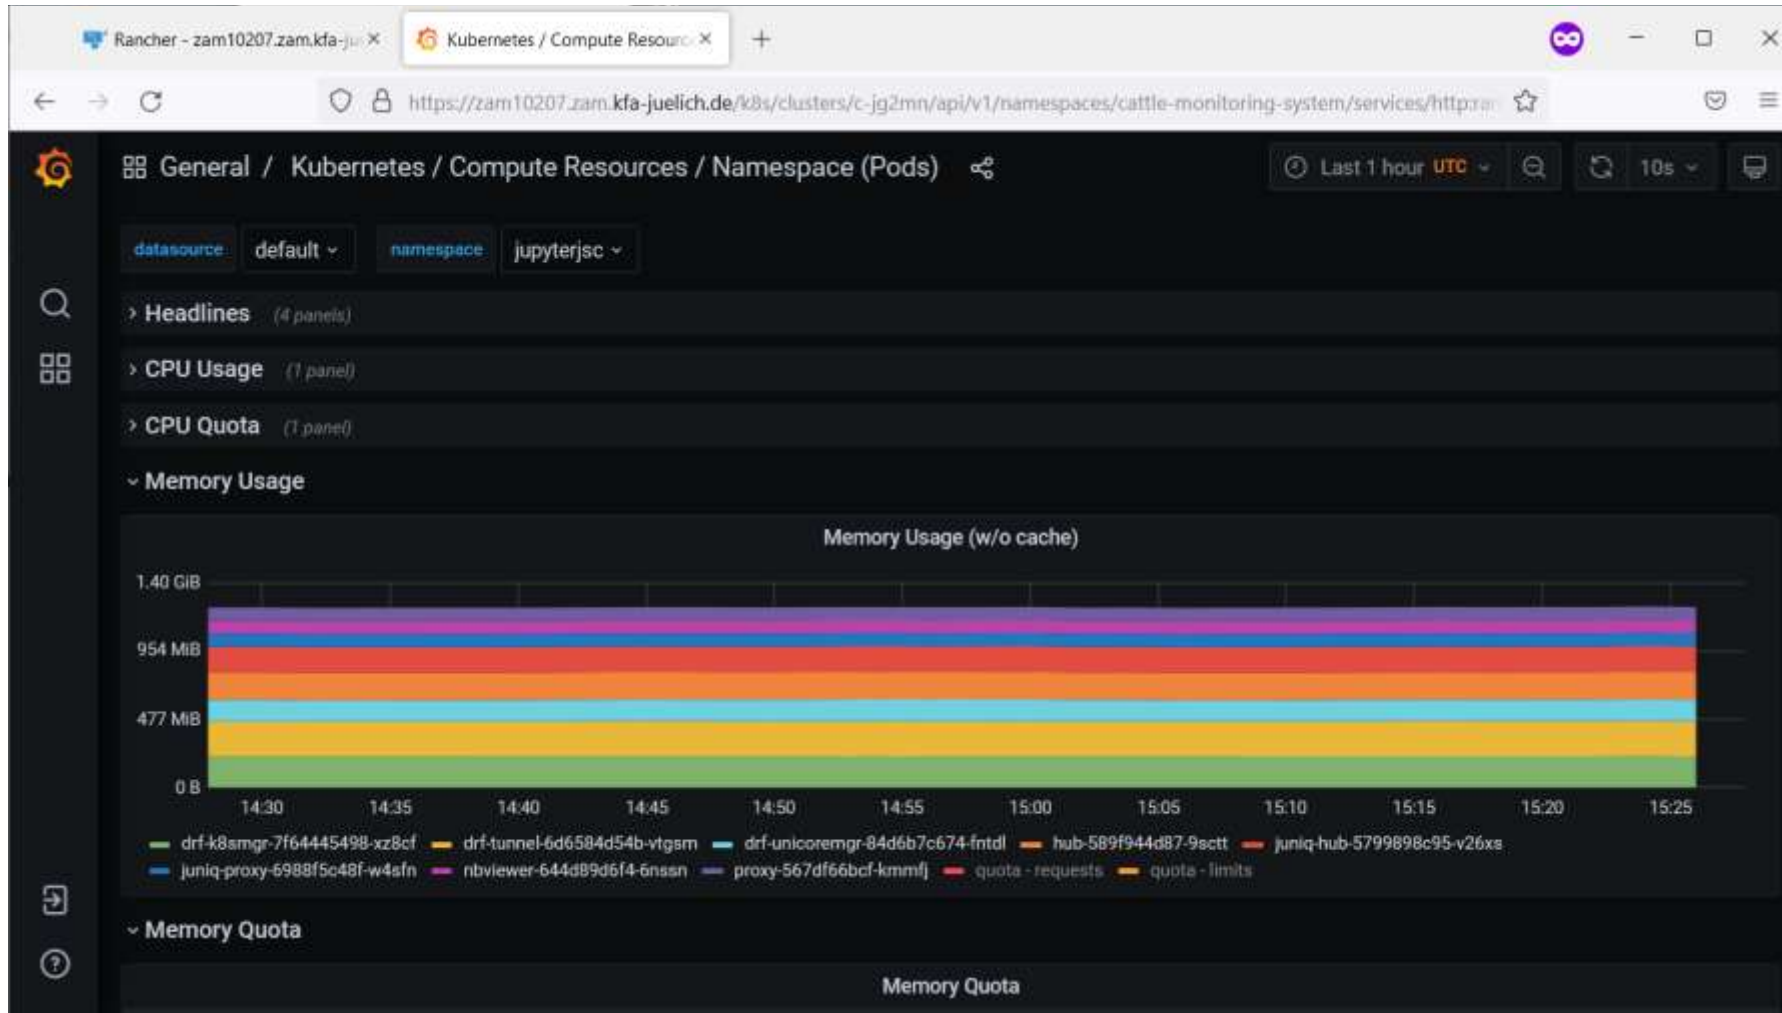 Rancher - zam10207.zam.kfa-ju
Kubernetes / Compute Resourc
https://zam10207.zam.kfa-juelich.de/k8s/clusters/c-jg2mn/api/v1/namespaces/cattle-monitoring-system/services/http:ran
General / Kubernetes / Compute Resources / Namespace (Pods)
Last 1 hour UTC
10s
datasource default namespace jupyterjsc
Headlines (4 panels)
CPU Usage (1 panel)
CPU Quota (1 panel)
Memory Usage
Memory Usage (w/o cache)
1.40 GiB
954 MiB
477 MiB
0 B
14:30 14:35 14:40 14:45 14:50 14:55 15:00 15:05 15:10 15:15 15:20 15:25
drf-k8smgr-7f64445498-xz8cf drf-tunnel-6d6584d54b-vtgsm drf-unicoremgr-84d6b7c674-fntdl hub-589f944d87-9sctt juniq-hub-5799898c95-v26xs
juniq-proxy-6988f5c48f-w4sfn nbviewer-644d89d6f4-6nssn proxy-567df66bcf-kmmfj quota - requests quota - limits
Memory Quota
Memory Quota